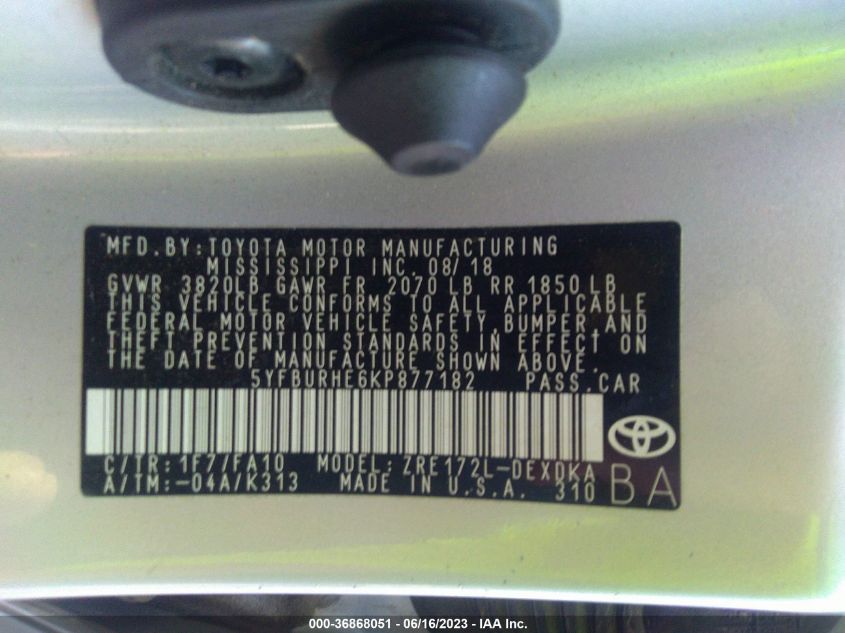 MFD. BY: TOYOTA MOTOR MANUFACTURING
MISSISSIPPI INC. 08/18
GVWR 3820LB GAWR FR 2070 LB RR 1850 LB
THIS VEHICLE CONFORMS TO ALL APPLICABLE
FEDERAL MOTOR VEHICLE SAFETY, BUMPER, AND
THEFT PREVENTION STANDARDS IN EFFECT ON
THE DATE OF MANUFACTURE SHOWN ABOVE.
5YFBURHE6KP877182 PASS. CAR
C/TR: 1F7/FA10 MODEL: ZRE172L-DEXDKA
A/TM: -04A/K313 MADE IN U.S.A. 310 BA
000-36868051 - 06/16/2023 - IAA Inc.